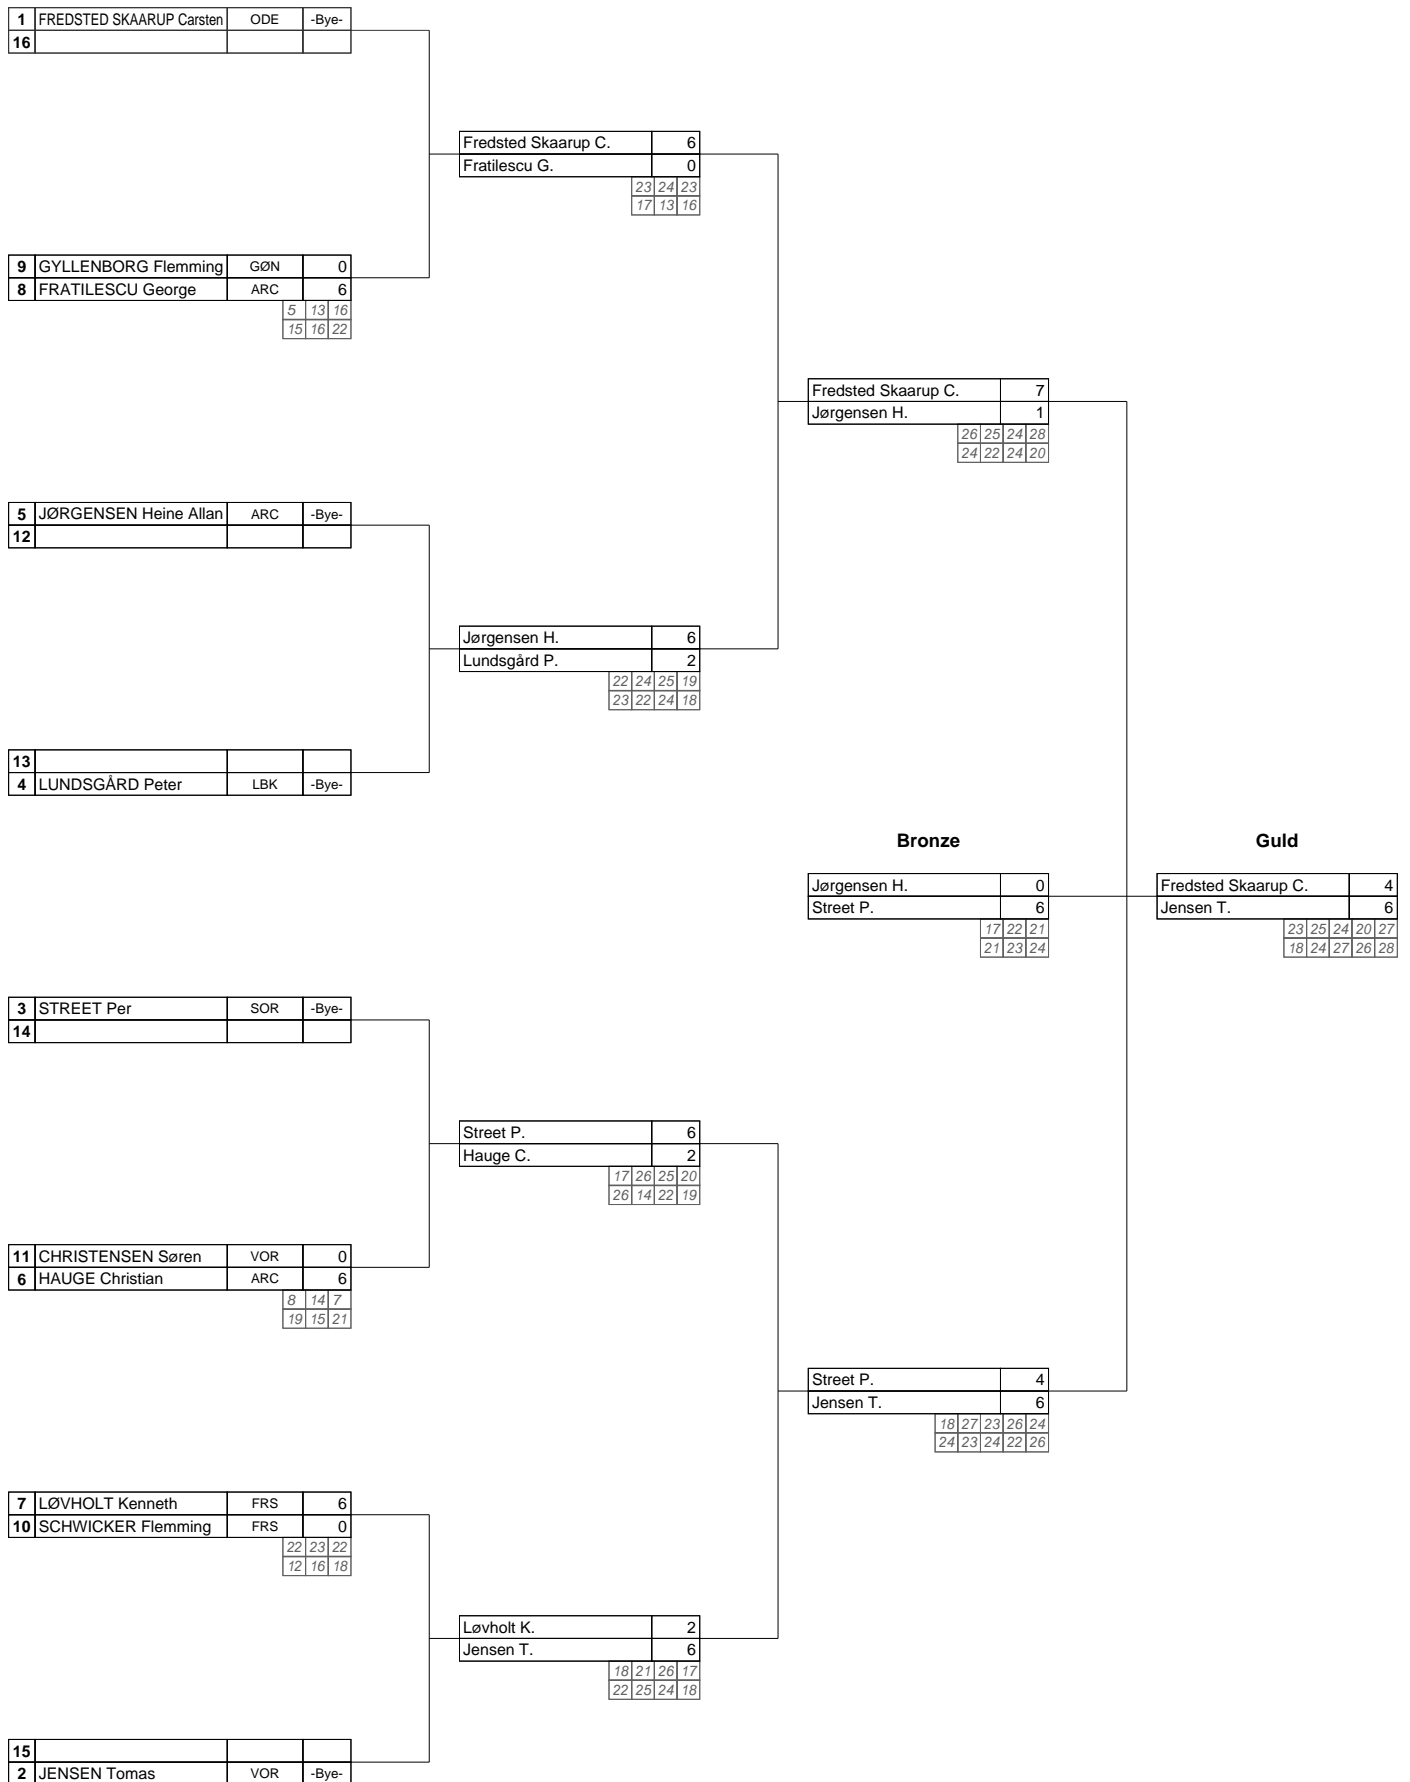 1 FREDSTED SKAARUP Carsten ODE -Bye-
16
Fredsted Skaarup C. 6
Fratilescu G. 0
23 24 23
17 13 16
9 GYLLENBORG Flemming GØN 0
8 FRATILESCU George ARC 6
5 13 16
15 16 22
Fredsted Skaarup C. 7
Jørgensen H. 1
26 25 24 28
24 22 24 20
5 JØRGENSEN Heine Allan ARC -Bye-
12
Jørgensen H. 6
Lundsgård P. 2
22 24 25 19
23 22 24 18
13
4 LUNDSGÅRD Peter LBK -Bye-
Bronze
Guld
Jørgensen H. 0
Street P. 6
17 22 21
21 23 24
Fredsted Skaarup C. 4
Jensen T. 6
23 25 24 20 27
18 24 27 26 28
3 STREET Per SOR -Bye-
14
Street P. 6
Hauge C. 2
17 26 25 20
26 14 22 19
11 CHRISTENSEN Søren VOR 0
6 HAUGE Christian ARC 6
8 14 7
19 15 21
Street P. 4
Jensen T. 6
18 27 23 26 24
24 23 24 22 26
7 LØVHOLT Kenneth FRS 6
10 SCHWICKER Flemming FRS 0
22 23 22
12 16 18
Løvholt K. 2
Jensen T. 6
18 21 26 17
22 25 24 18
15
2 JENSEN Tomas VOR -Bye-